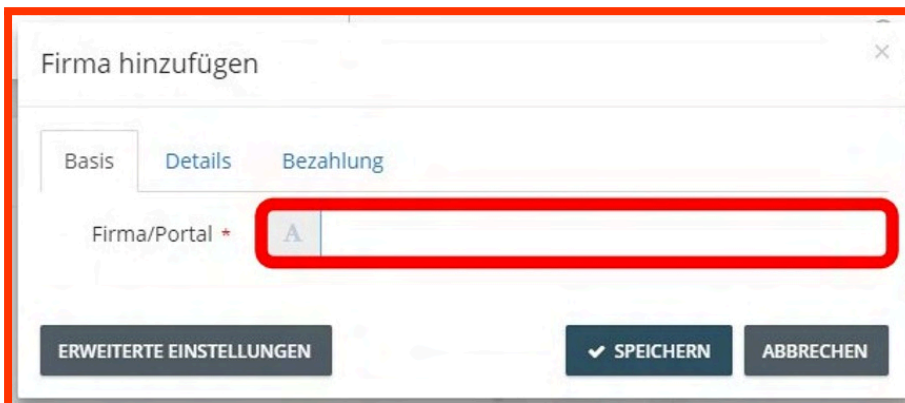 Firma hinzufügen
×
Basis Details Bezahlung
Firma/Portal *
A
ERWEITERTE EINSTELLUNGEN ✔ SPEICHERN ABBRECHEN